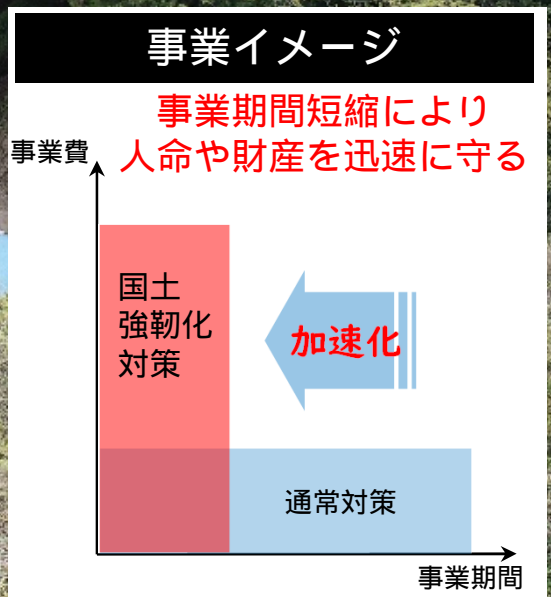 事業イメージ
事業期間短縮により
人命や財産を迅速に守る
事業費
国土
強靭化
対策
加速化
通常対策
事業期間